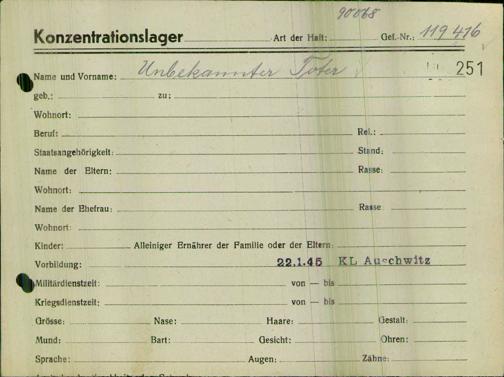 90068
Konzentrationslager Art der Haft: Gef.-Nr.: 119 416
Name und Vorname: Unbekannter Toter 251
geb.: zu:
Wohnort:
Beruf: Rel.:
Staatsangehörigkeit: Stand:
Name der Eltern: Rasse:
Wohnort:
Name der Ehefrau: Rasse
Wohnort:
Kinder: Alleiniger Ernährer der Familie oder der Eltern:
Vorbildung: 22.1.45 KL Auschwitz
Militärdienstzeit: von — bis
Kriegsdienstzeit: von — bis
Grösse: Nase: Haare: Gestalt:
Mund: Bart: Gesicht: Ohren:
Sprache: Augen: Zähne: